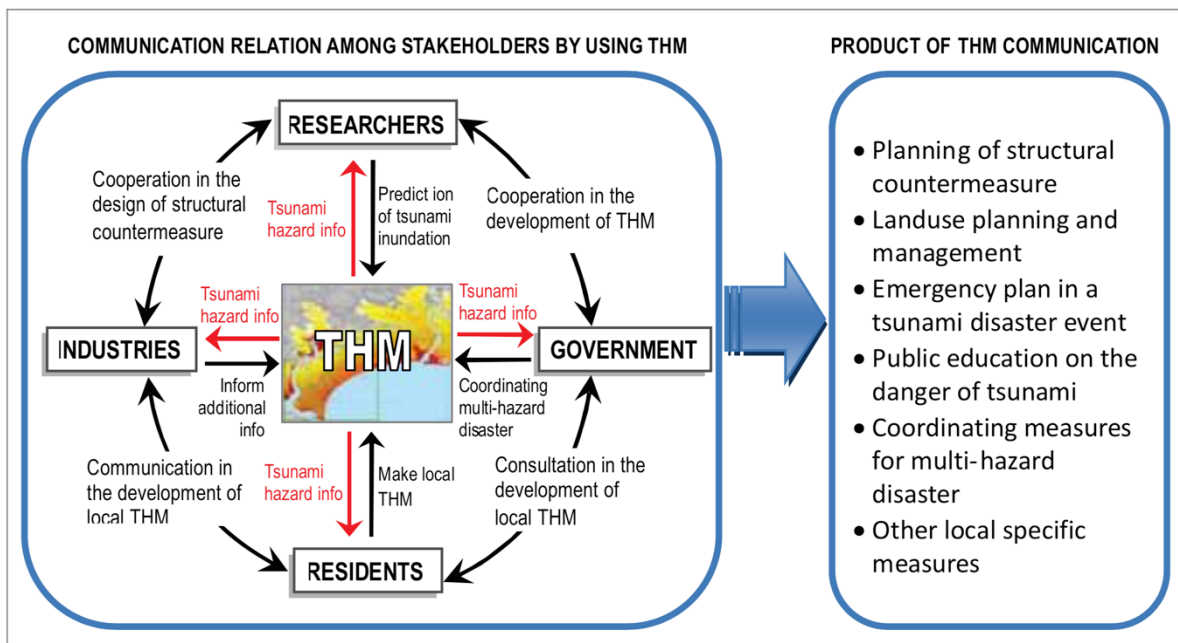 COMMUNICATION RELATION AMONG STAKEHOLDERS BY USING THM
PRODUCT OF THM COMMUNICATION
RESEARCHERS
Cooperation in the
design of structural
countermeasure
Tsunami
hazard info
Predict ion
of tsunami
inundation
Cooperation in the
development of THM
Tsunami
hazard info
Tsunami
hazard info
INDUSTRIES
THM
GOVERNMENT
Inform
additional
info
Coordinating
multi-hazard
disaster
Communication in
the development of
local THM
Tsunami
hazard info
Make local
THM
Consultation in the
development of
local THM
RESIDENTS
• Planning of structural
countermeasure
• Landuse planning and
management
• Emergency plan in a
tsunami disaster event
• Public education on the
danger of tsunami
• Coordinating measures
for multi-hazard
disaster
• Other local specific
measures